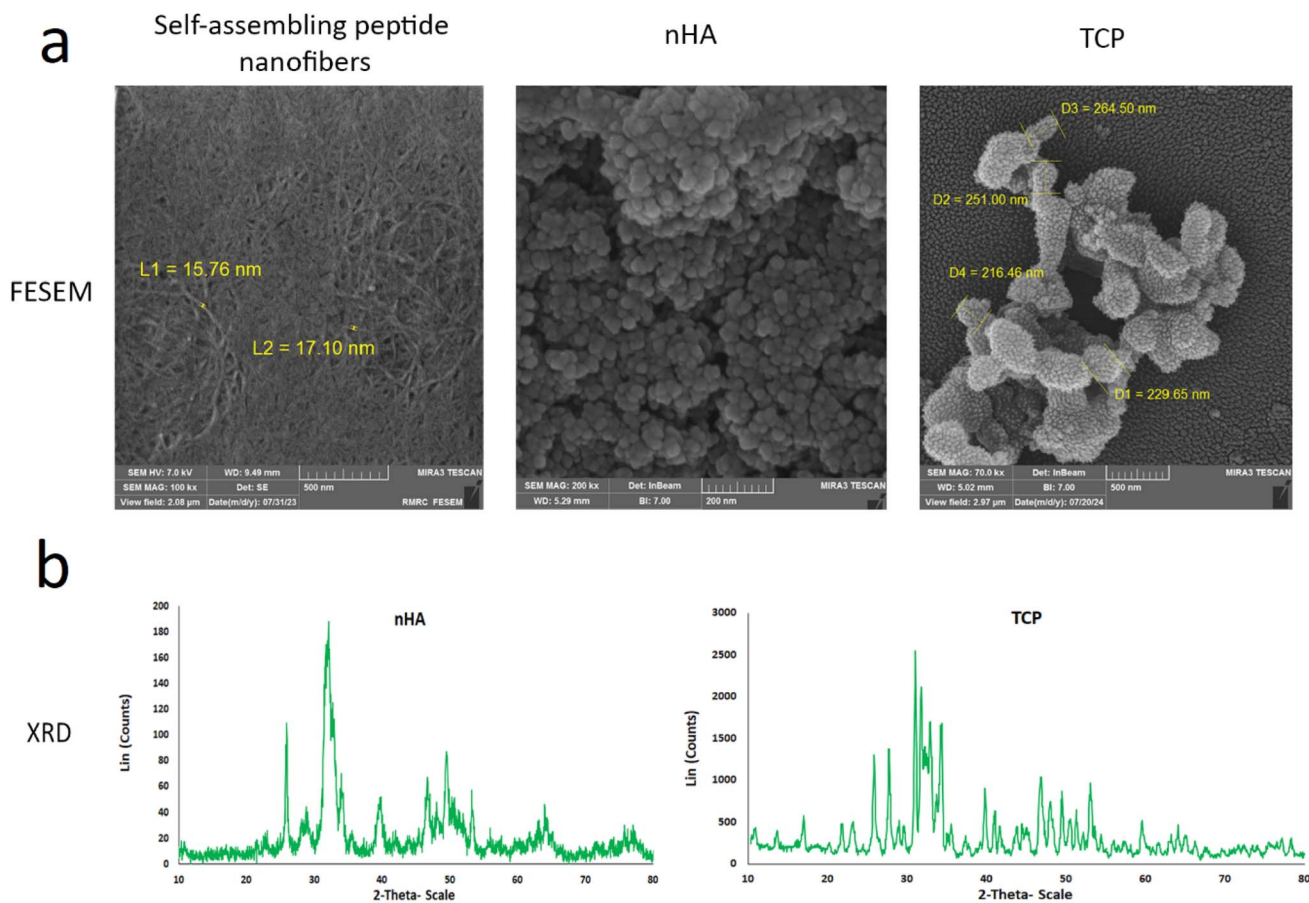 a
Self-assembling peptide
nanofibers
nHA
TCP
FESEM
L1 = 15.76 nm
L2 = 17.10 nm
SEM HV: 7.0 kV WD: 9.49 mm MIRA3 TESCAN
SEM MAG: 100 kx Det: SE 500 nm
View field: 2.08 µm Date(m/d/y): 07/31/23 RMRC FESEM
SEM MAG: 200 kx Det: InBeam MIRA3 TESCAN
WD: 5.29 mm BI: 7.00 200 nm
D3 = 264.50 nm
D2 = 251.00 nm
D4 = 216.46 nm
D1 = 229.65 nm
SEM MAG: 70.0 kx Det: InBeam MIRA3 TESCAN
WD: 5.02 mm BI: 7.00 500 nm
View field: 2.97 µm Date(m/d/y): 07/20/24
b
XRD
nHA
Lin (Counts)
200
180
160
140
120
100
80
60
40
20
0
10 20 30 40 50 60 70 80
2-Theta- Scale
TCP
Lin (Counts)
3000
2500
2000
1500
1000
500
0
10 20 30 40 50 60 70 80
2-Theta- Scale